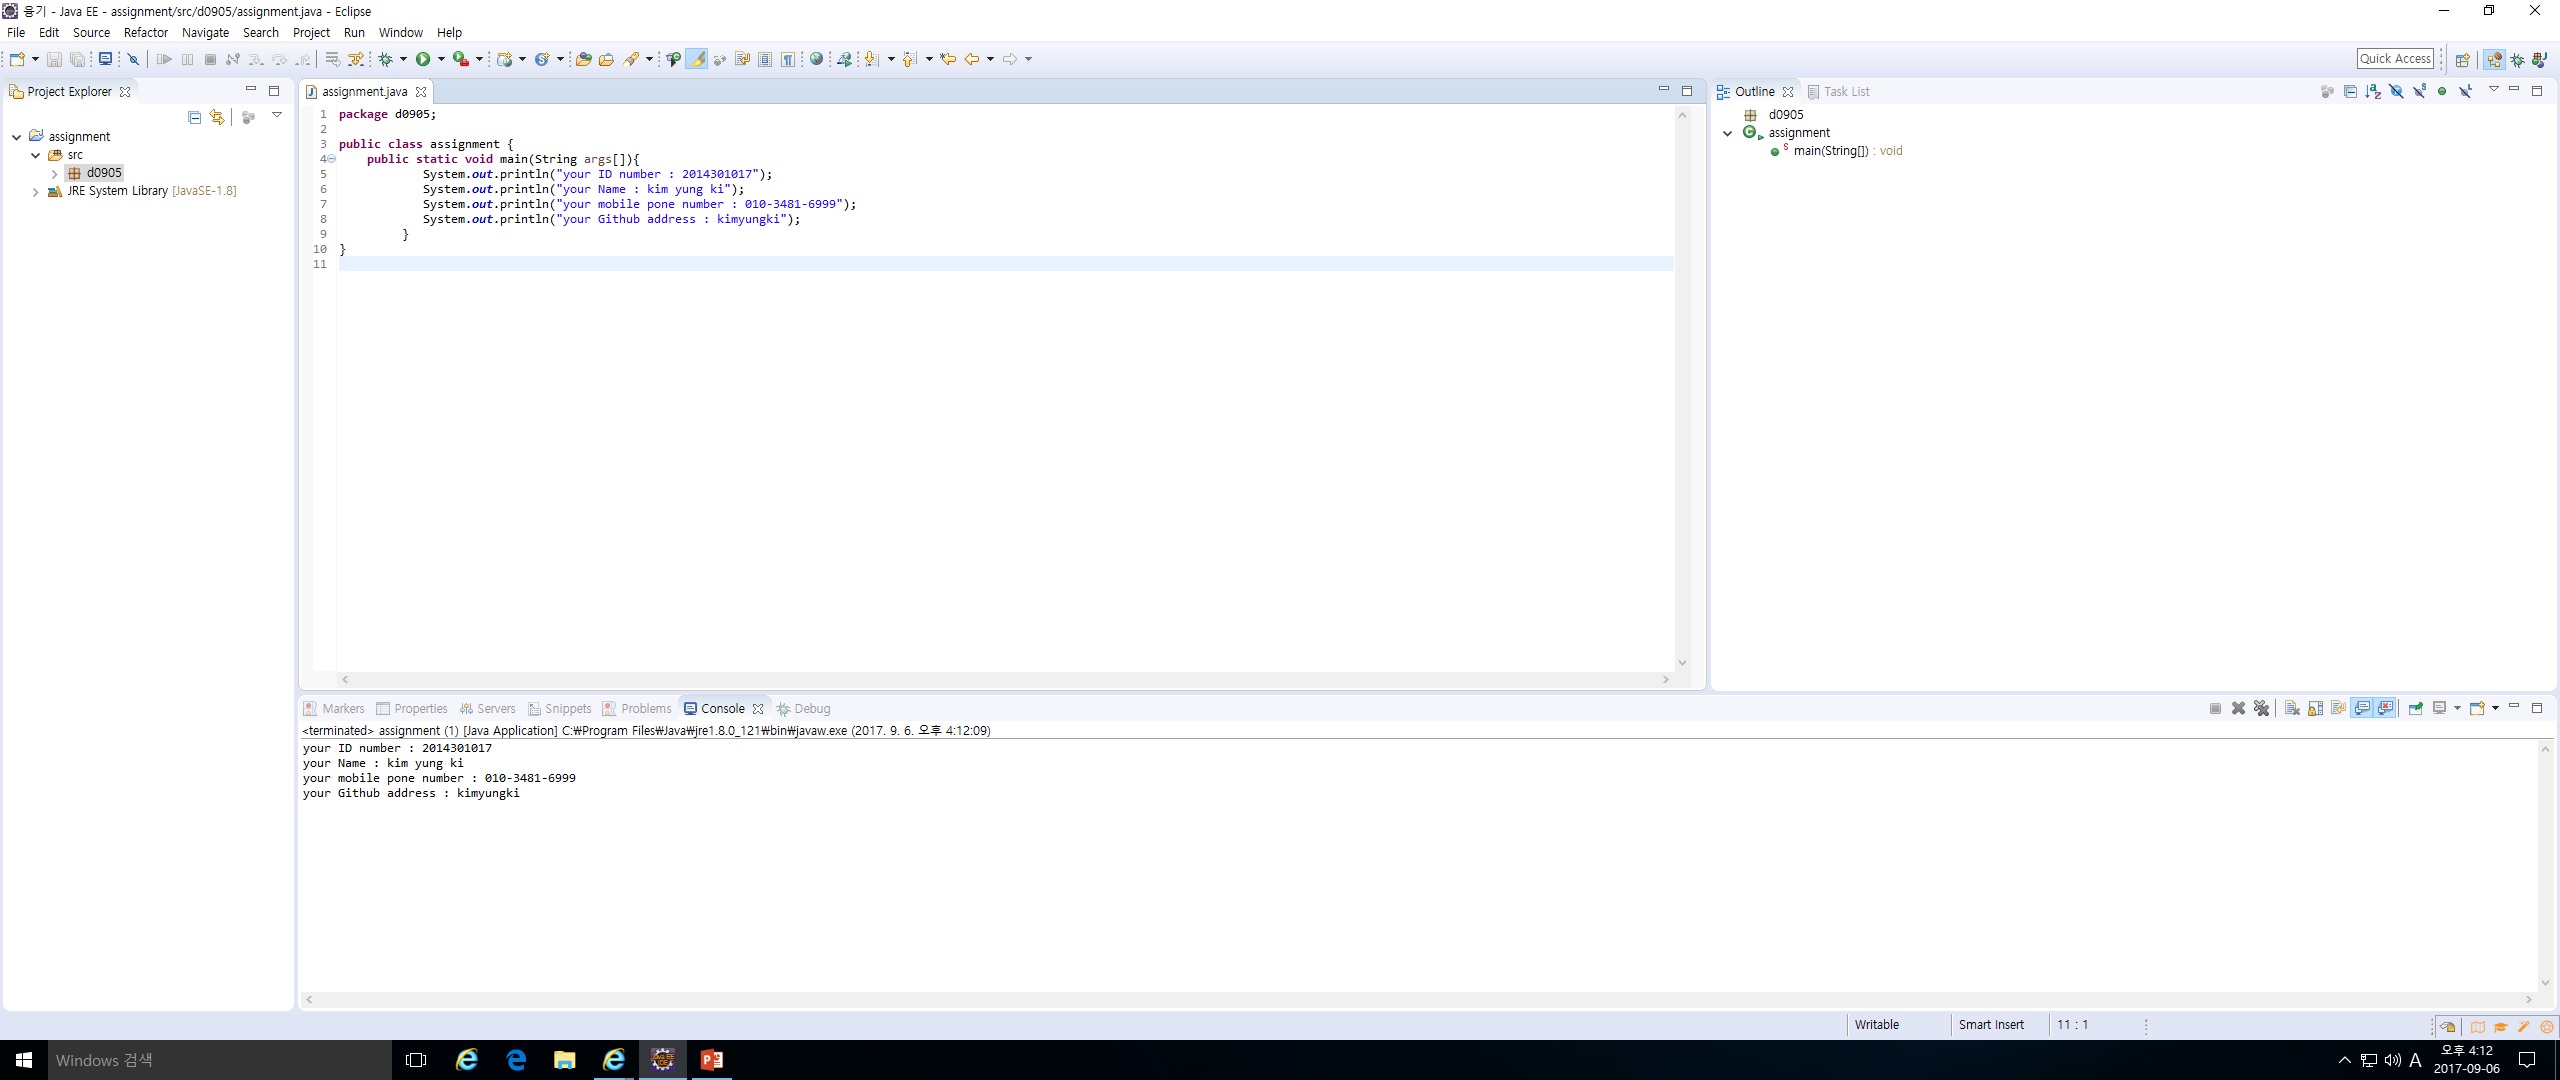 융기 - Java EE - assignment/src/d0905/assignment.java - Eclipse
File Edit Source Refactor Navigate Search Project Run Window Help
Quick Access
Project Explorer
assignment
src
d0905
JRE System Library [JavaSE-1.8]
assignment.java
1 package d0905;
2
3 public class assignment {
4 public static void main(String args[]){
5 System.out.println("your ID number : 2014301017");
6 System.out.println("your Name : kim yung ki");
7 System.out.println("your mobile pone number : 010-3481-6999");
8 System.out.println("your Github address : kimyungki");
9 }
10 }
11
Outline Task List
d0905
assignment
main(String[]) : void
Markers Properties Servers Snippets Problems Console Debug
<terminated> assignment (1) [Java Application] C:₩Program Files₩Java₩jre1.8.0_121₩bin₩javaw.exe (2017. 9. 6. 오후 4:12:09)
your ID number : 2014301017
your Name : kim yung ki
your mobile pone number : 010-3481-6999
your Github address : kimyungki
Writable Smart Insert 11 : 1
Windows 검색
A
오후 4:12
2017-09-06